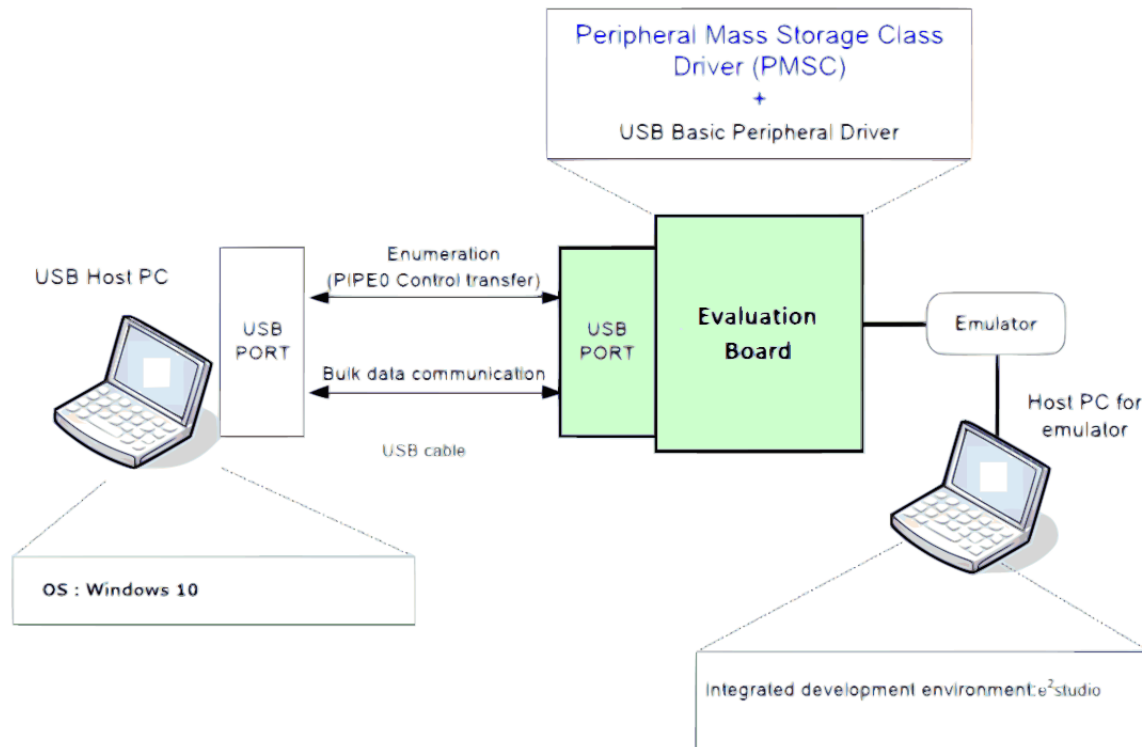 Peripheral Mass Storage Class
Driver (PMSC)
+
USB Basic Peripheral Driver
USB Host PC
USB
PORT
Enumeration
(PIPE0 Control transfer)
Bulk data communication
USB cable
USB
PORT
Evaluation
Board
Emulator
Host PC for
emulator
OS : Windows 10
Integrated development environment:e²studio